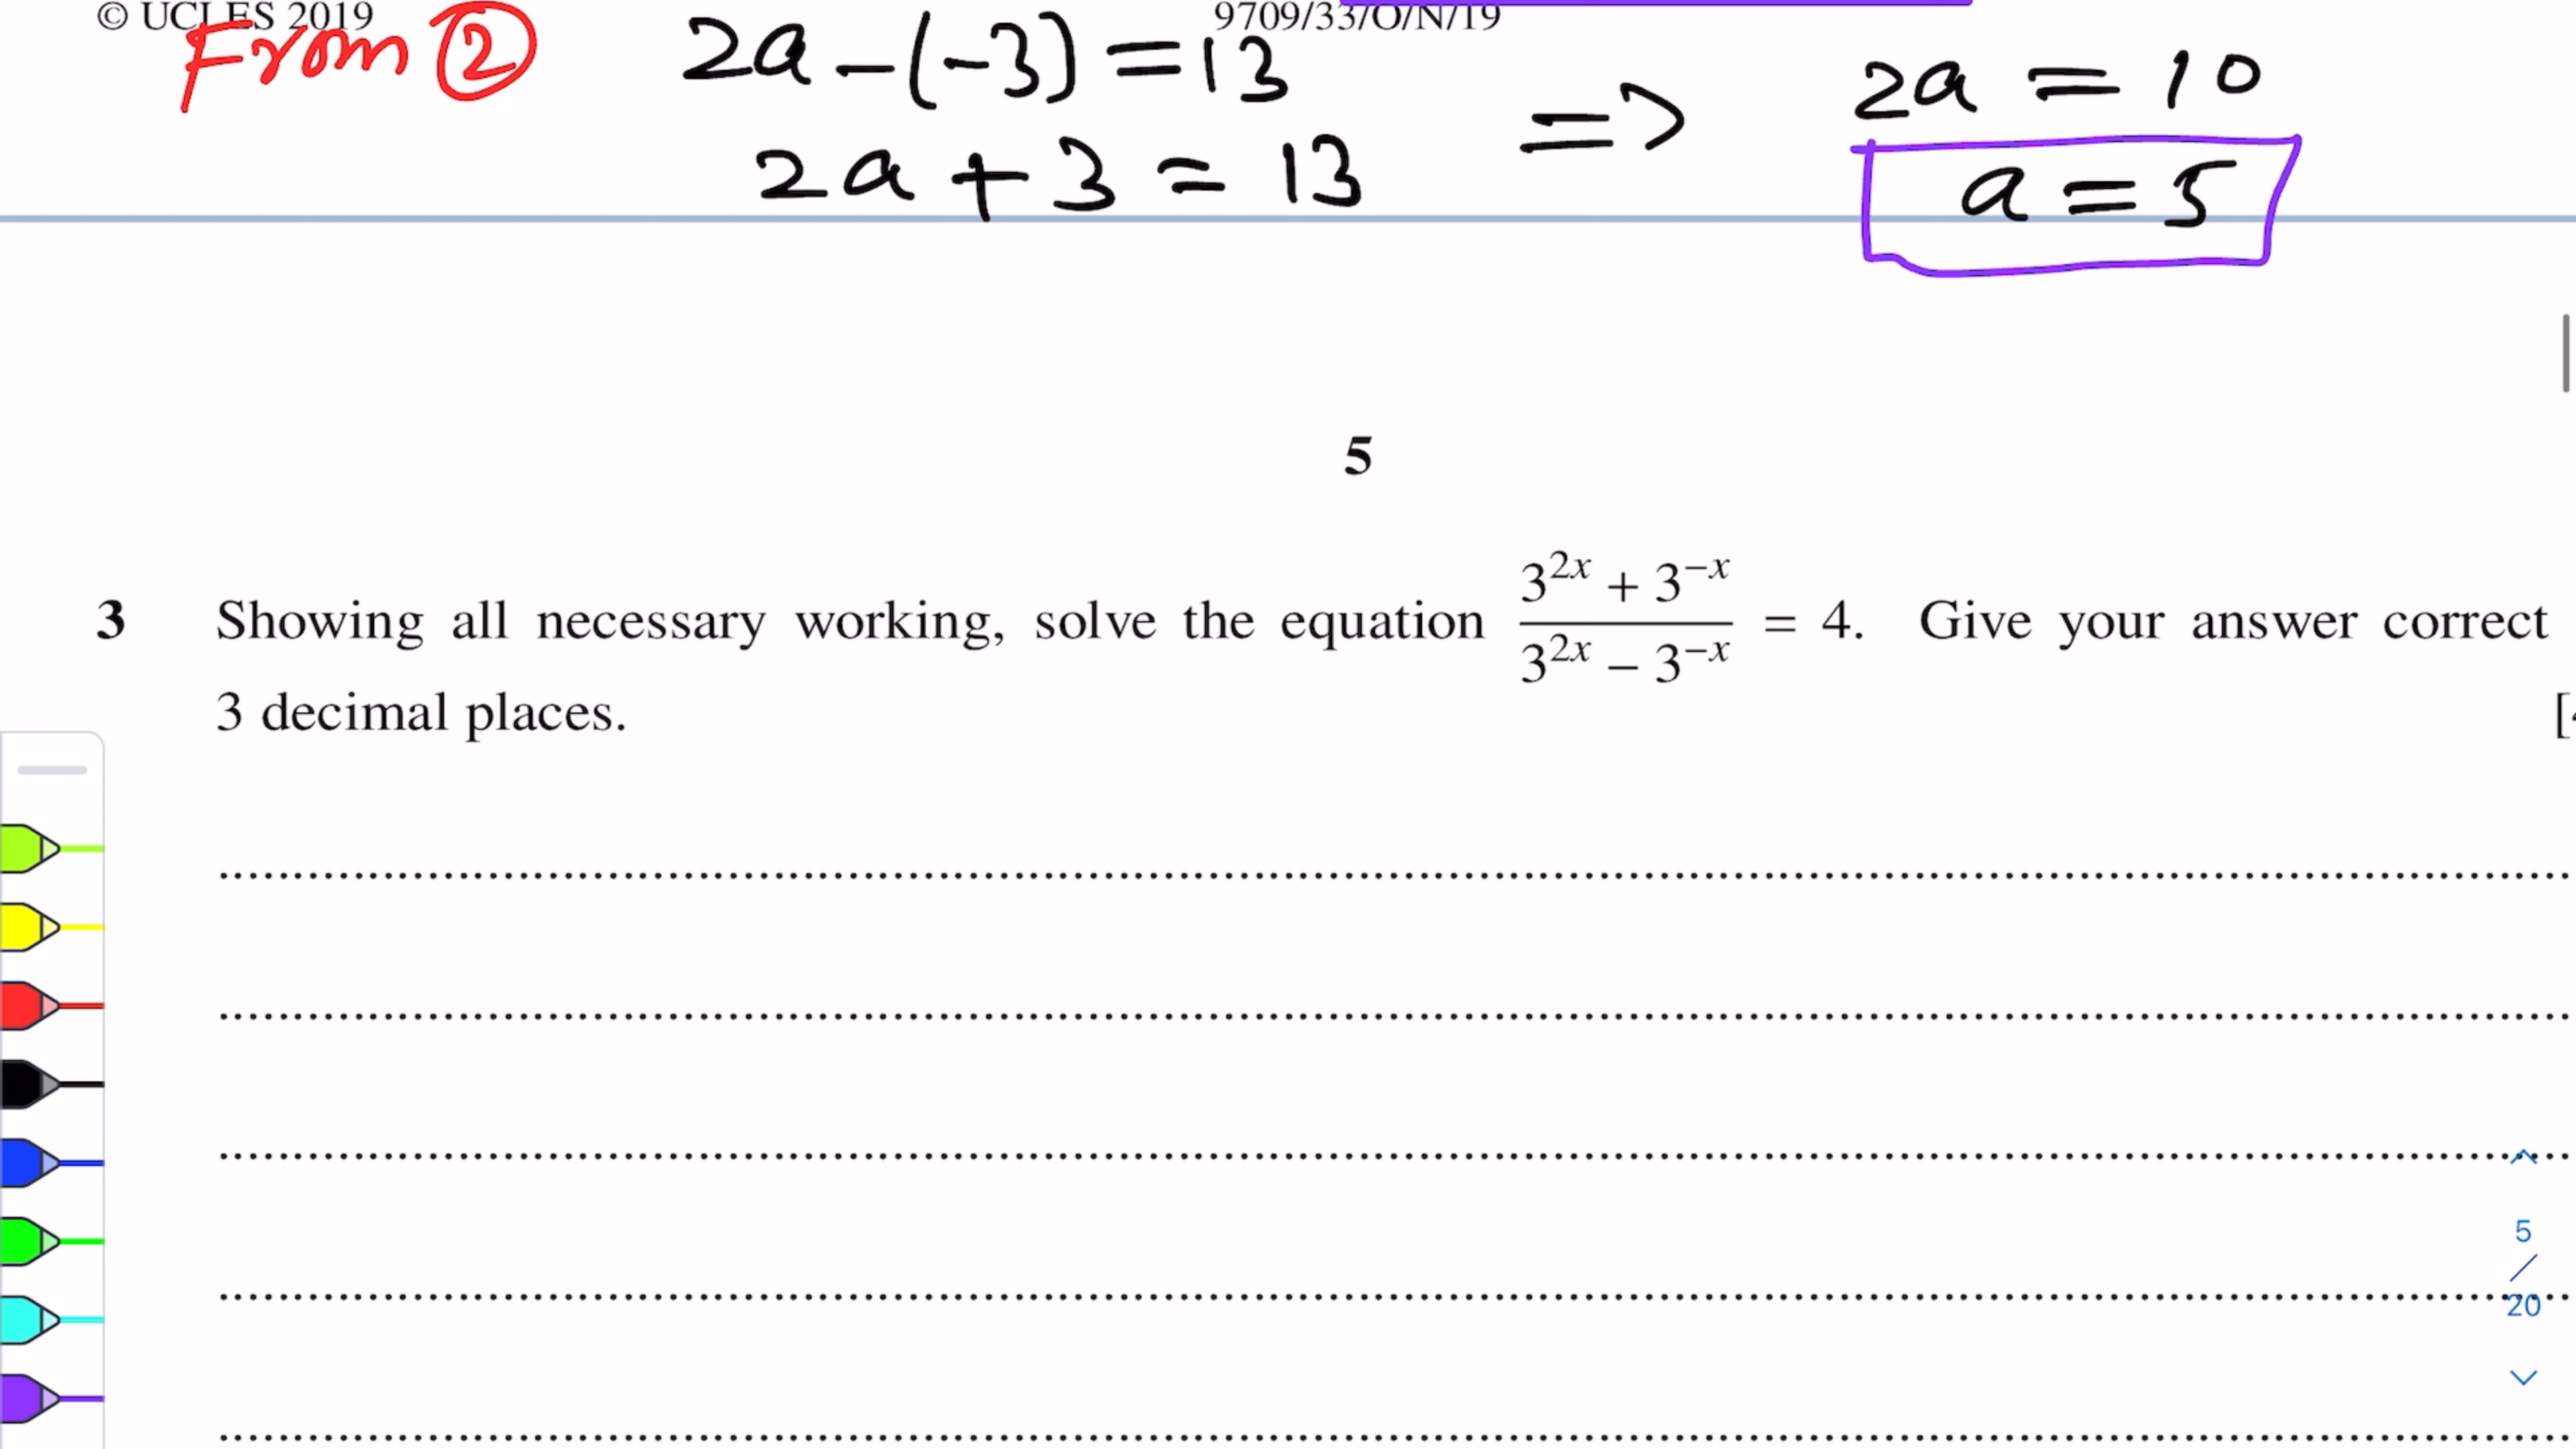 © UCLES 2019 9709/33/O/N/19
From ② 2a - (-3) = 13 => 2a = 10
2a + 3 = 13 a = 5
5
3 Showing all necessary working, solve the equation \frac{3^{2x} + 3^{-x}}{3^{2x} - 3^{-x}} = 4. Give your answer correct
3 decimal places.
5
/
20